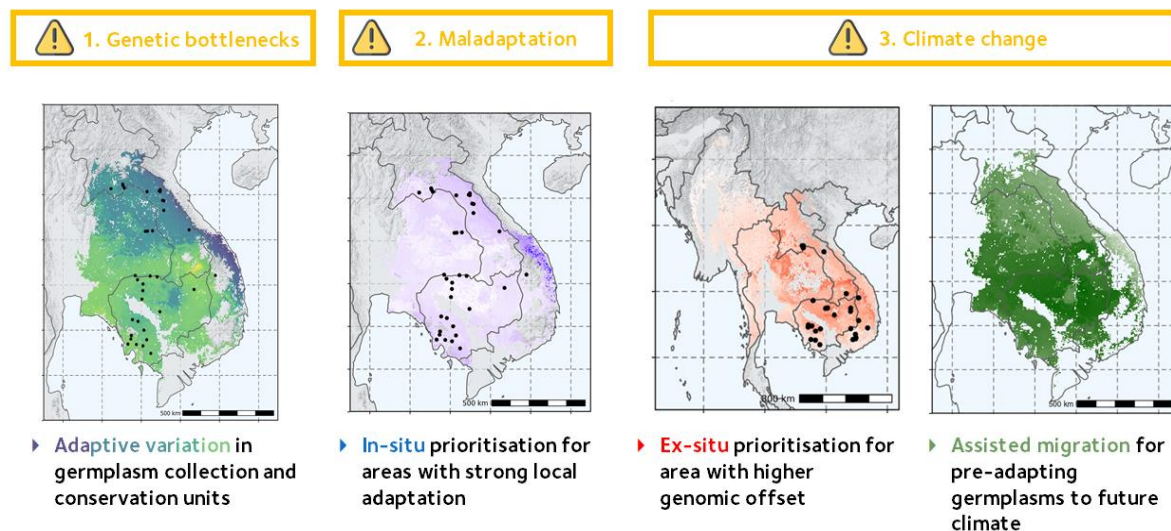 1. Genetic bottlenecks
2. Maladaptation
3. Climate change
500 km
500 km
800 km
500 km
Adaptive variation in
germplasm collection and
conservation units
In-situ prioritisation for
areas with strong local
adaptation
Ex-situ prioritisation for
area with higher
genomic offset
Assisted migration for
pre-adapting
germplasms to future
climate